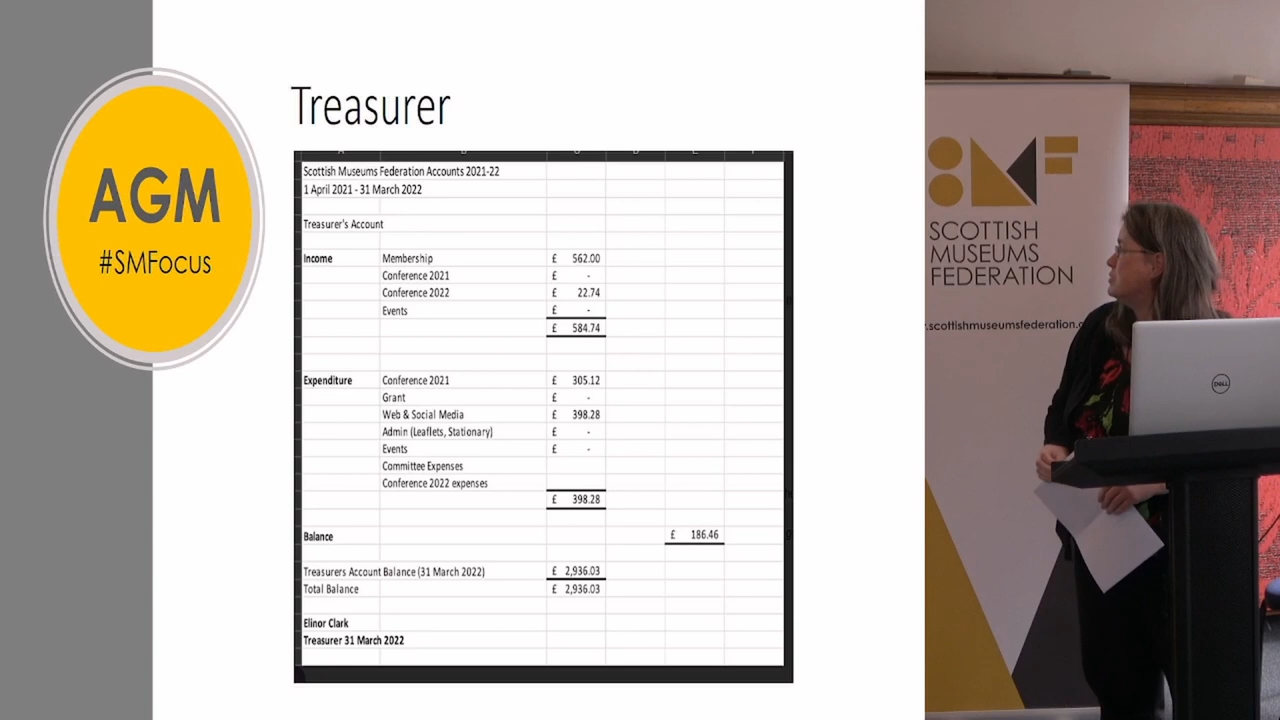 AGM
#SMFocus
Treasurer
Scottish Museums Federation Accounts 2021-22
1 April 2021 - 31 March 2022
Treasurer's Account
Income Membership £ 562.00
Conference 2021 £ -
Conference 2022 £ 22.74
Events £ -
£ 584.74
Expenditure Conference 2021 £ 305.12
Grant £ -
Web & Social Media £ 398.28
Admin (Leaflets, Stationary) £ -
Events £ -
Committee Expenses
Conference 2022 expenses
£ 398.28
Balance £ 186.46
Treasurers Account Balance (31 March 2022) £ 2,936.03
Total Balance £ 2,936.03
Elinor Clark
Treasurer 31 March 2022
SMF
SCOTTISH
MUSEUMS
FEDERATION
.scottishmuseumsfederation.o
DELL